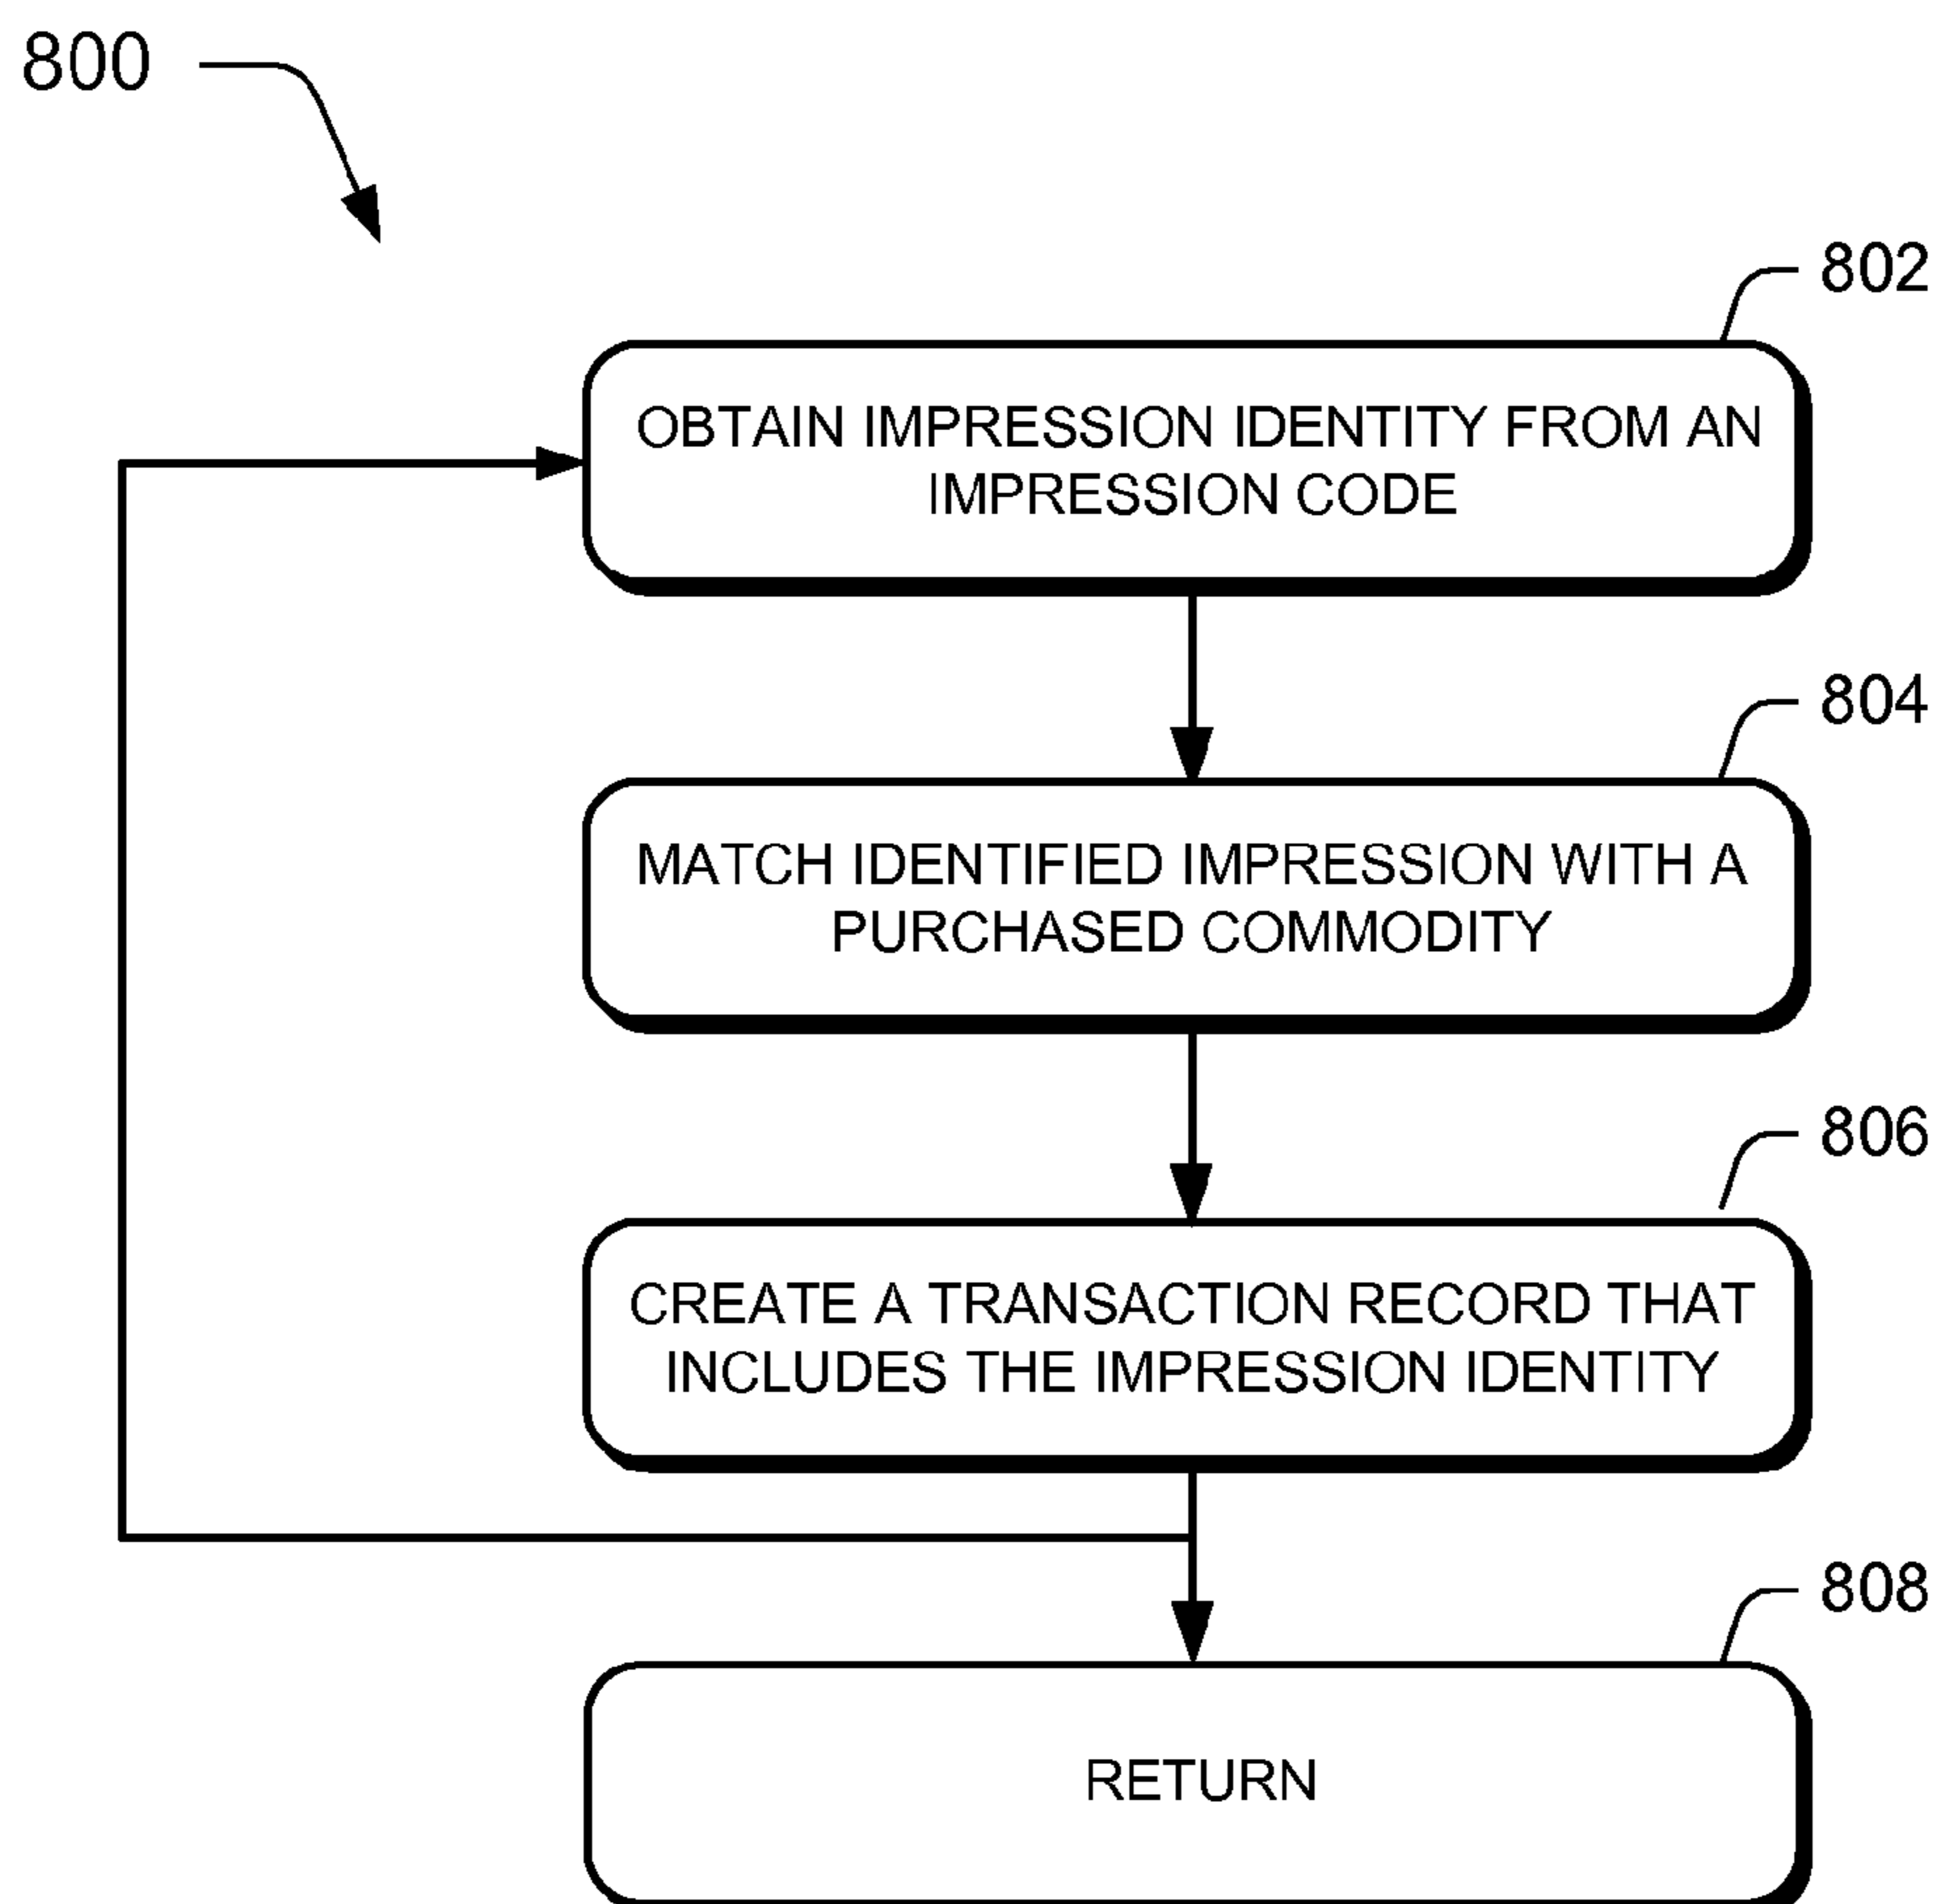 800
802
OBTAIN IMPRESSION IDENTITY FROM AN
IMPRESSION CODE
804
MATCH IDENTIFIED IMPRESSION WITH A
PURCHASED COMMODITY
806
CREATE A TRANSACTION RECORD THAT
INCLUDES THE IMPRESSION IDENTITY
808
RETURN